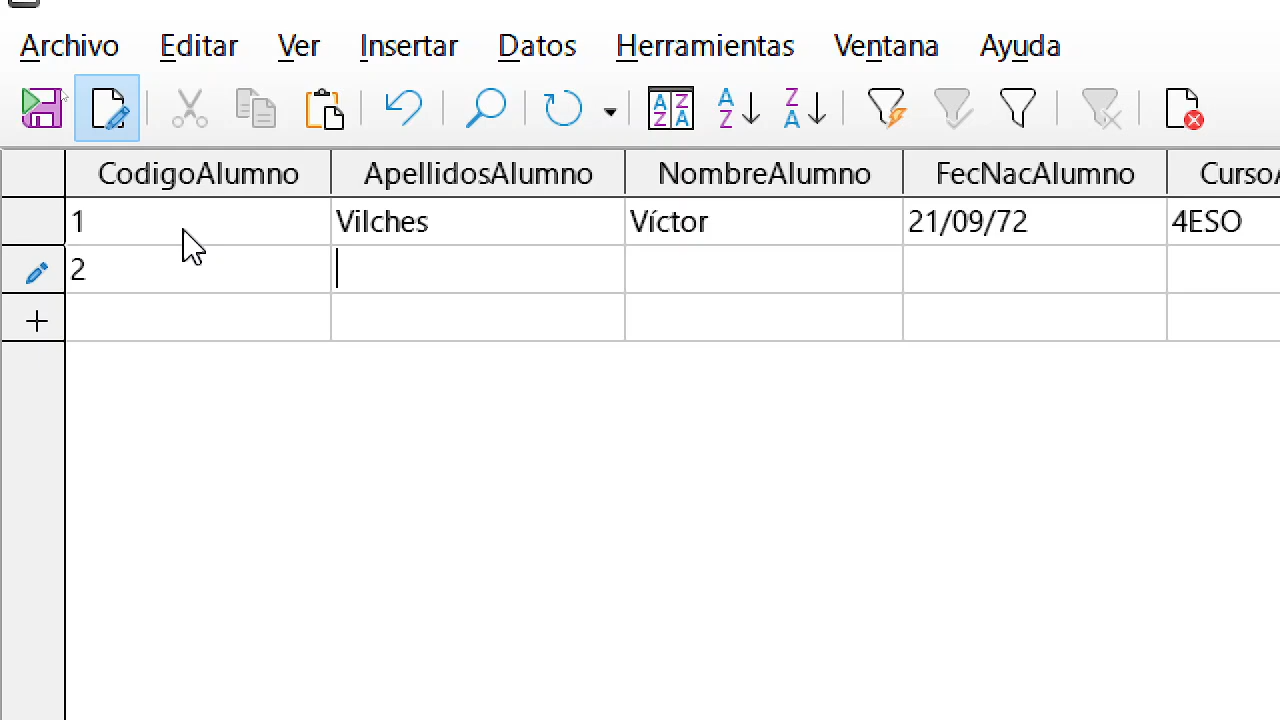 Archivo Editar Ver Insertar Datos Herramientas Ventana Ayuda
CodigoAlumno ApellidosAlumno NombreAlumno FecNacAlumno
1 Vilches Víctor 21/09/72 4ESO
2